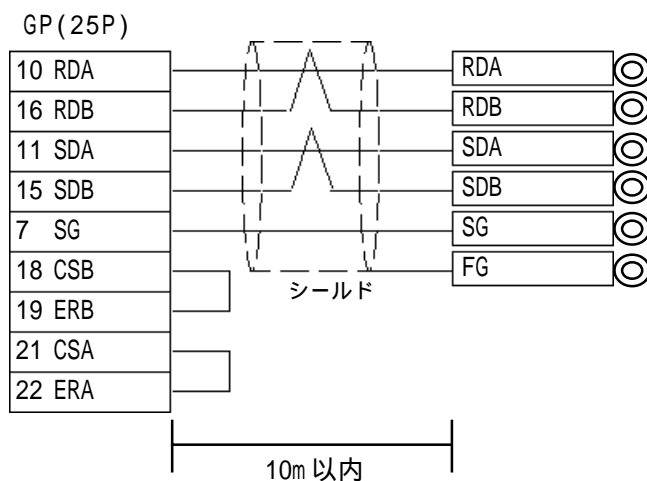 GP(25P)
10 RDA
RDA
16 RDB
RDB
11 SDA
SDA
15 SDB
SDB
7 SG
SG
18 CSB
FG
シールド
19 ERB
21 CSA
22 ERA
10m 以内